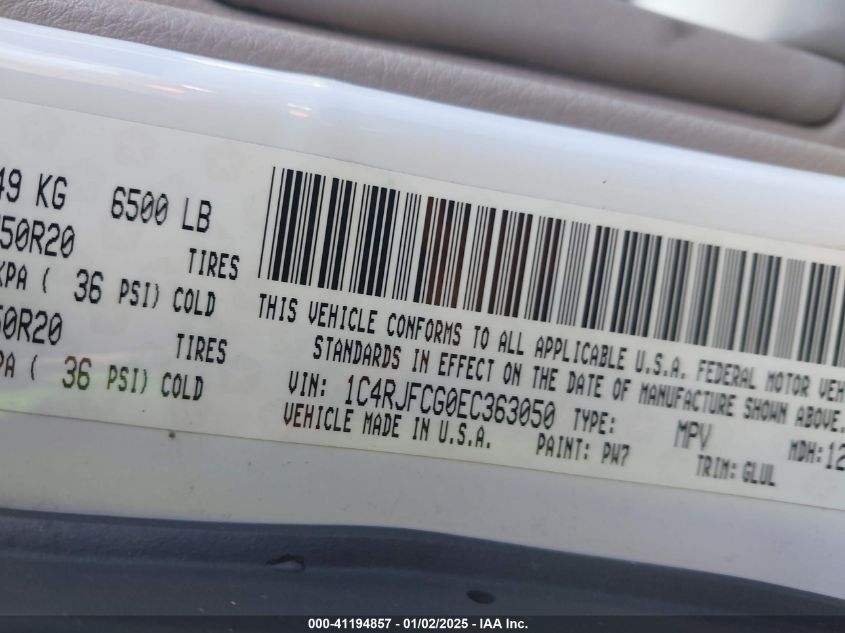 49 KG 6500 LB
50R20 TIRES
KPA ( 36 PSI) COLD
50R20 TIRES
PA ( 36 PSI) COLD
THIS VEHICLE CONFORMS TO ALL APPLICABLE U.S.A. FEDERAL MOTOR VEH
STANDARDS IN EFFECT ON THE DATE OF MANUFACTURE SHOWN ABOVE.
VIN: 1C4RJFCG0EC363050 TYPE: MPV MDH:12
VEHICLE MADE IN U.S.A. PAINT: PW7 TRIM: GLUL
000-41194857 - 01/02/2025 - IAA Inc.